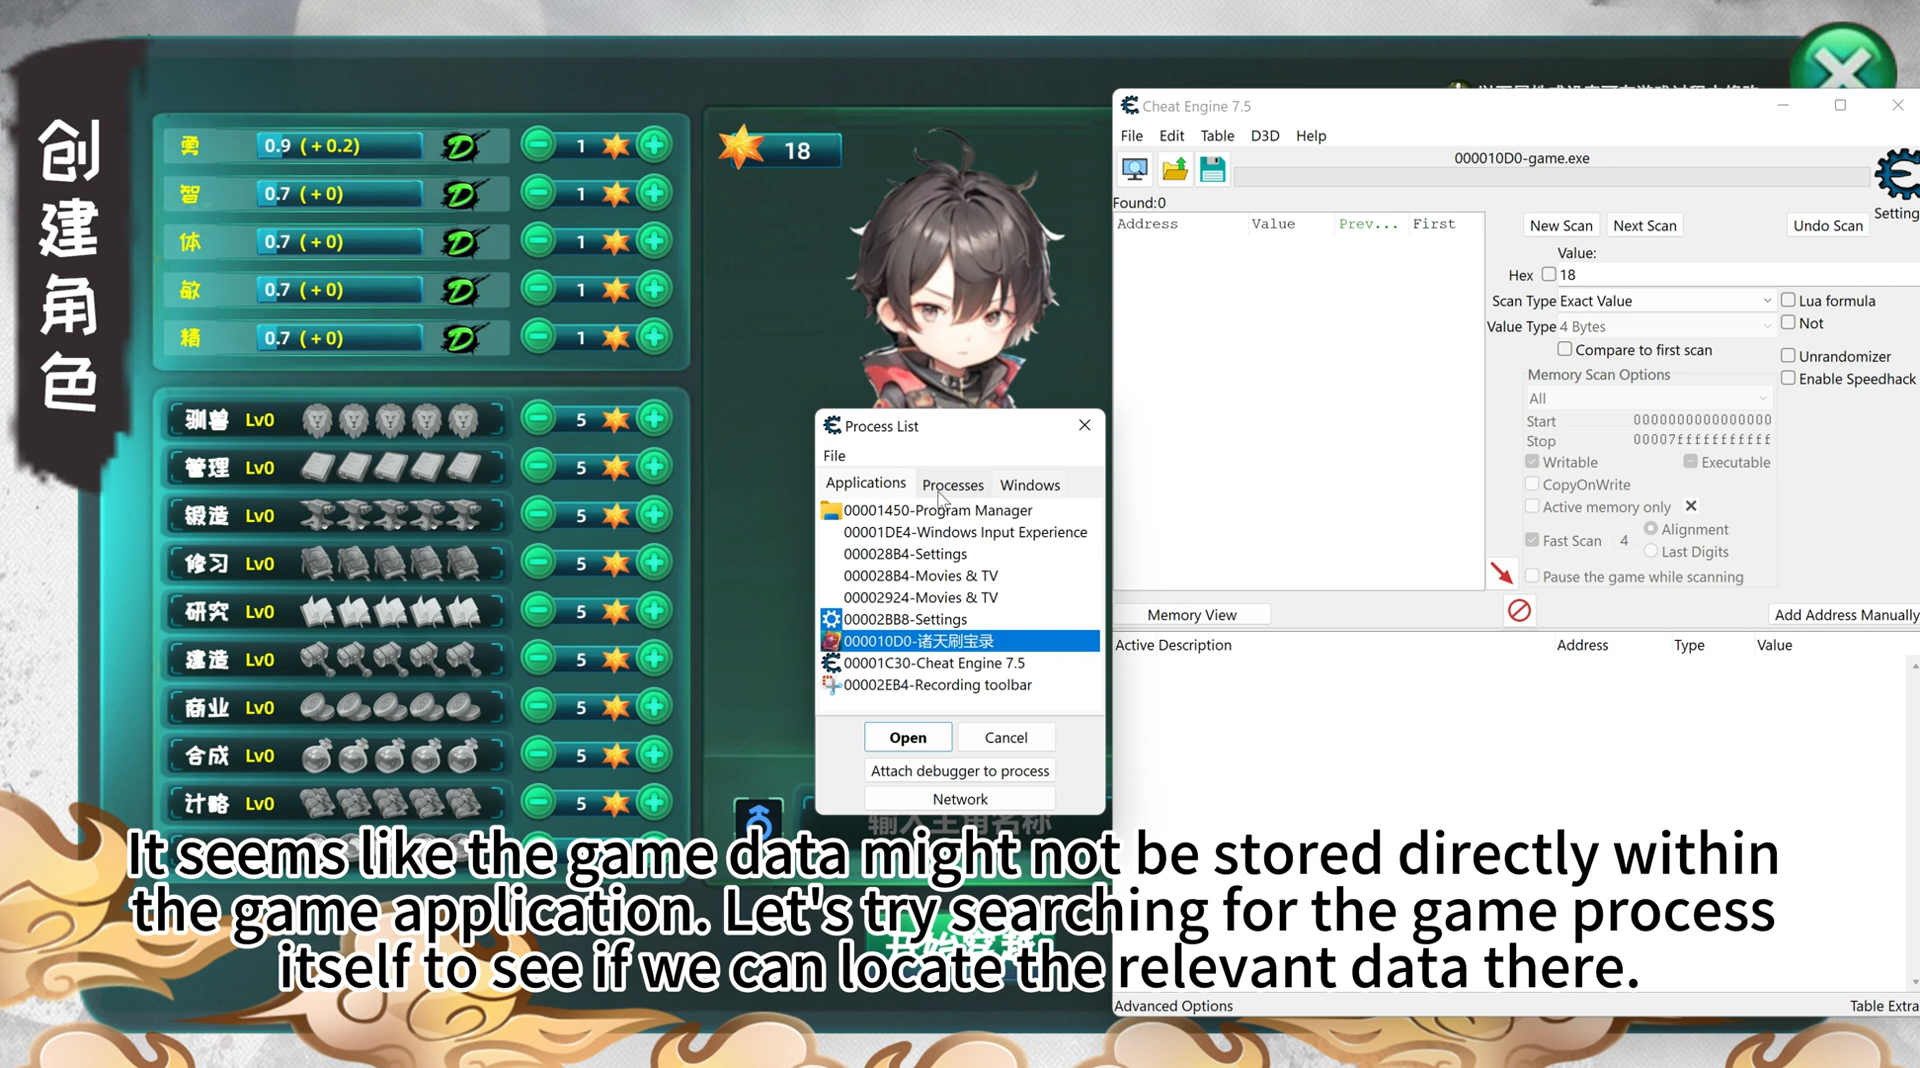 创建角色
勇 0.9 (+0.2) D 1
智 0.7 (+0) D 1
体 0.7 (+0) D 1
敏 0.7 (+0) D 1
精 0.7 (+0) D 1
18
驯兽 Lv0 5
管理 Lv0 5
锻造 Lv0 5
修习 Lv0 5
研究 Lv0 5
建造 Lv0 5
商业 Lv0 5
合成 Lv0 5
计略 Lv0 5
输入主角名称
Process List
File
Applications Processes Windows
00001450-Program Manager
00001DE4-Windows Input Experience
000028B4-Settings
000028B4-Movies & TV
00002924-Movies & TV
00002BB8-Settings
000010D0-诸天刷宝录
00001C30-Cheat Engine 7.5
00002EB4-Recording toolbar
Open Cancel
Attach debugger to process
Network
Cheat Engine 7.5
File Edit Table D3D Help
000010D0-game.exe
Found:0
Setting
Address Value Prev... First
New Scan Next Scan Undo Scan
Value:
Hex 18
Scan Type Exact Value
Lua formula
Value Type 4 Bytes
Not
Compare to first scan
Unrandomizer
Memory Scan Options
Enable Speedhack
All
Start 0000000000000000
Stop 00007fffffffffff
Writable Executable
CopyOnWrite
Active memory only
Fast Scan 4 Alignment
Last Digits
Pause the game while scanning
Memory View
Add Address Manually
Active Description Address Type Value
Advanced Options
Table Extra
It seems like the game data might not be stored directly within
the game application. Let's try searching for the game process
itself to see if we can locate the relevant data there.